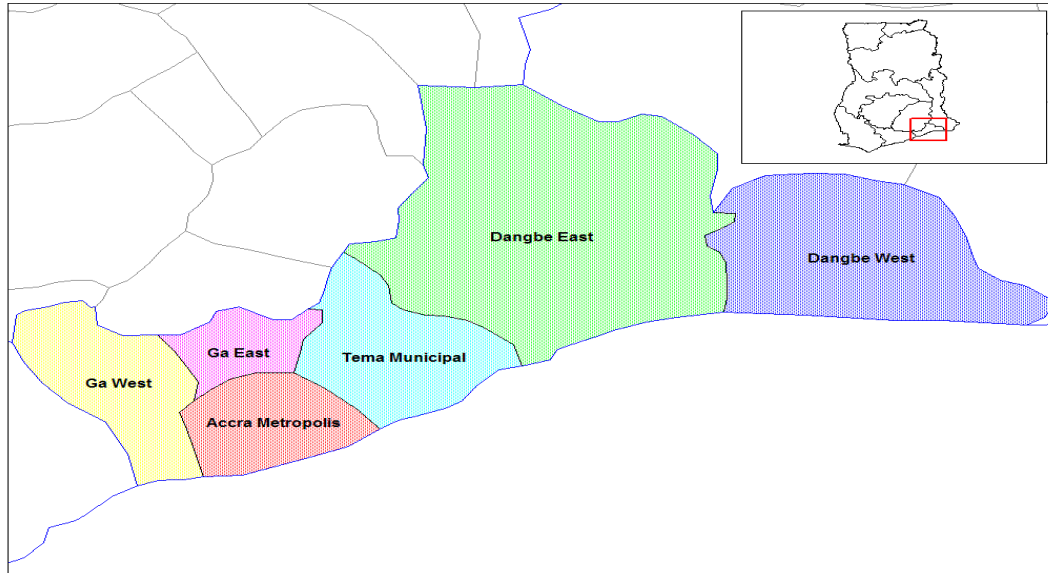 Dangbe East
Dangbe West
Ga East
Tema Municipal
Ga West
Accra Metropolis